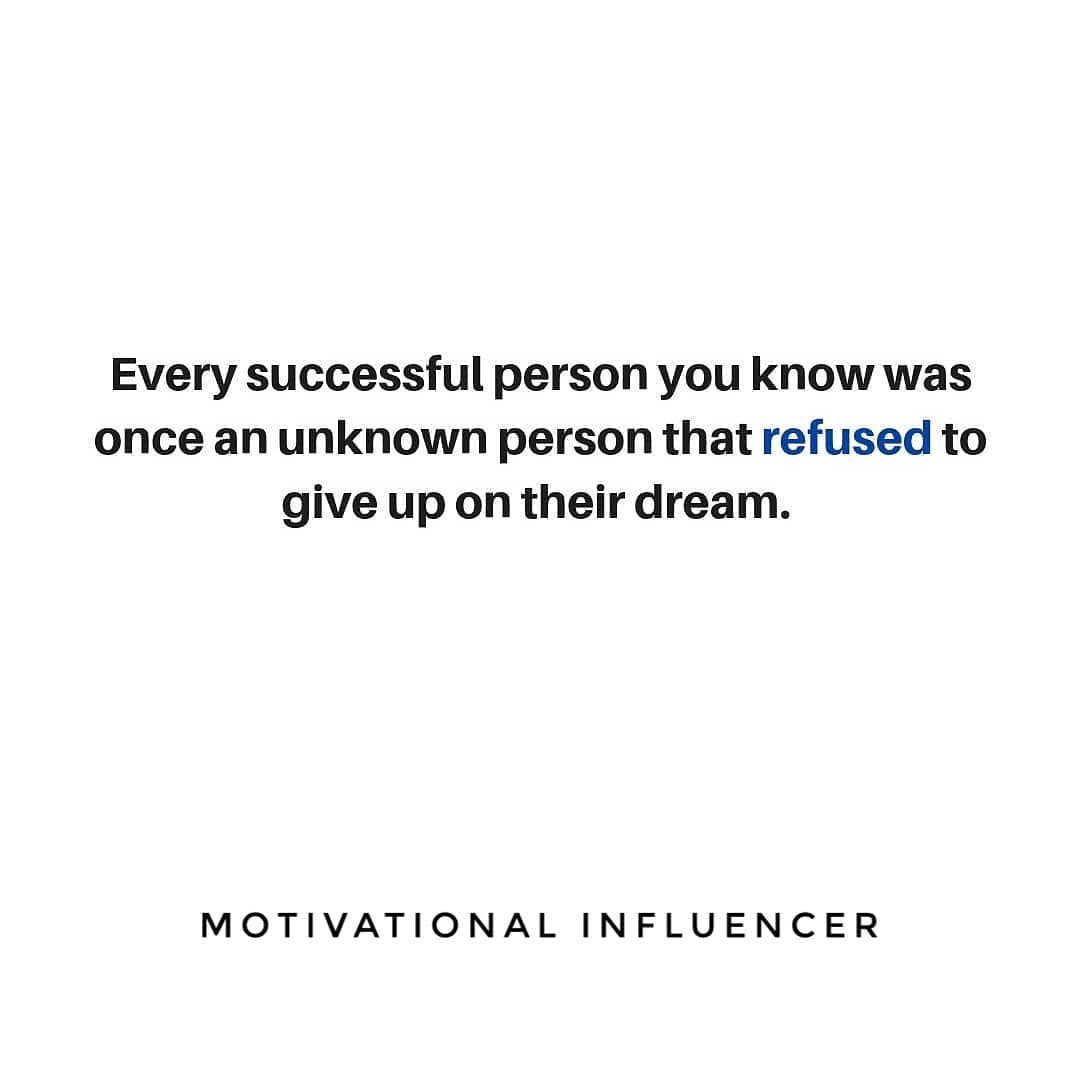 Every successful person you know was
once an unknown person that refused to
give up on their dream.
MOTIVATIONAL INFLUENCER